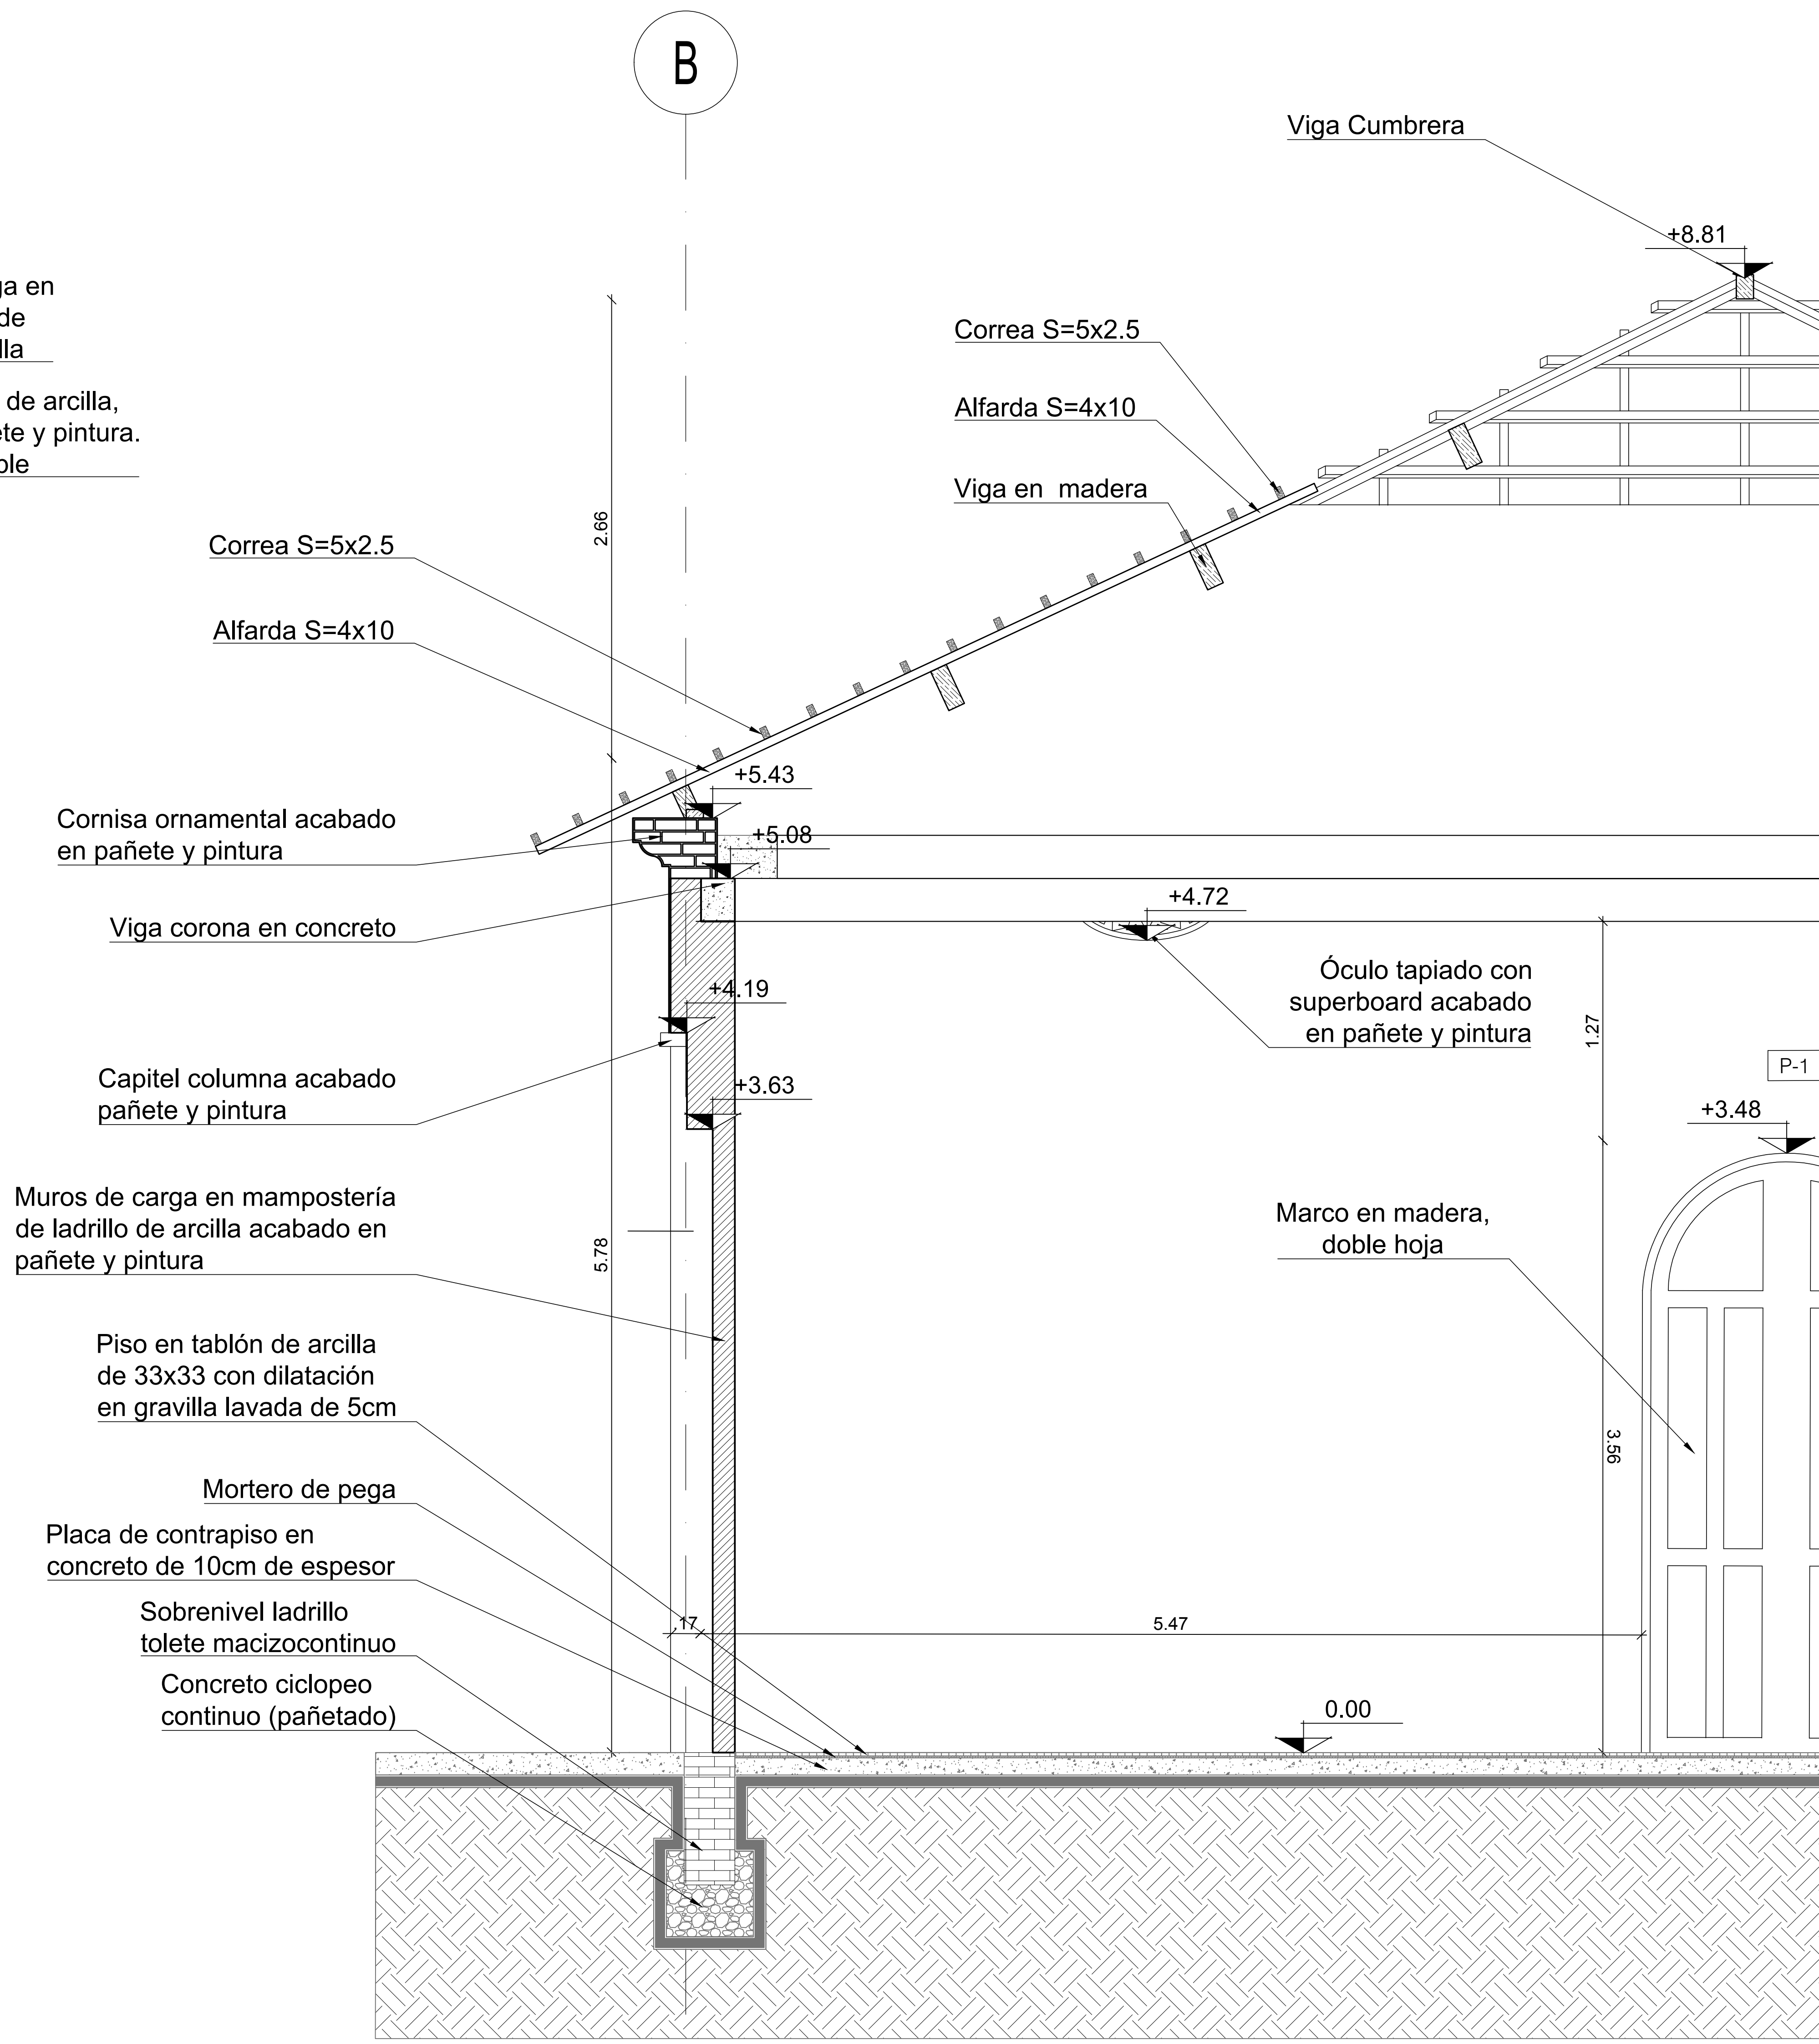 B
Viga Cumbrera
+8.81
ga en
de
lla
de arcilla,
ete y pintura.
ble
Correa S=5x2.5
Alfarda S=4x10
Viga en madera
2.66
Correa S=5x2.5
Alfarda S=4x10
+5.43
Cornisa ornamental acabado
en pañete y pintura
+5.08
Viga corona en concreto
+4.72
Óculo tapiado con
superboard acabado
en pañete y pintura
+4.19
1.27
P-1
Capitel columna acabado
pañete y pintura
+3.63
+3.48
Muros de carga en mampostería
de ladrillo de arcilla acabado en
pañete y pintura
5.78
Marco en madera,
doble hoja
Piso en tablón de arcilla
de 33x33 con dilatación
en gravilla lavada de 5cm
3.56
Mortero de pega
Placa de contrapiso en
concreto de 10cm de espesor
Sobrenivel ladrillo
tolete macizocontinuo
.17
5.47
Concreto ciclopeo
continuo (pañetado)
0.00